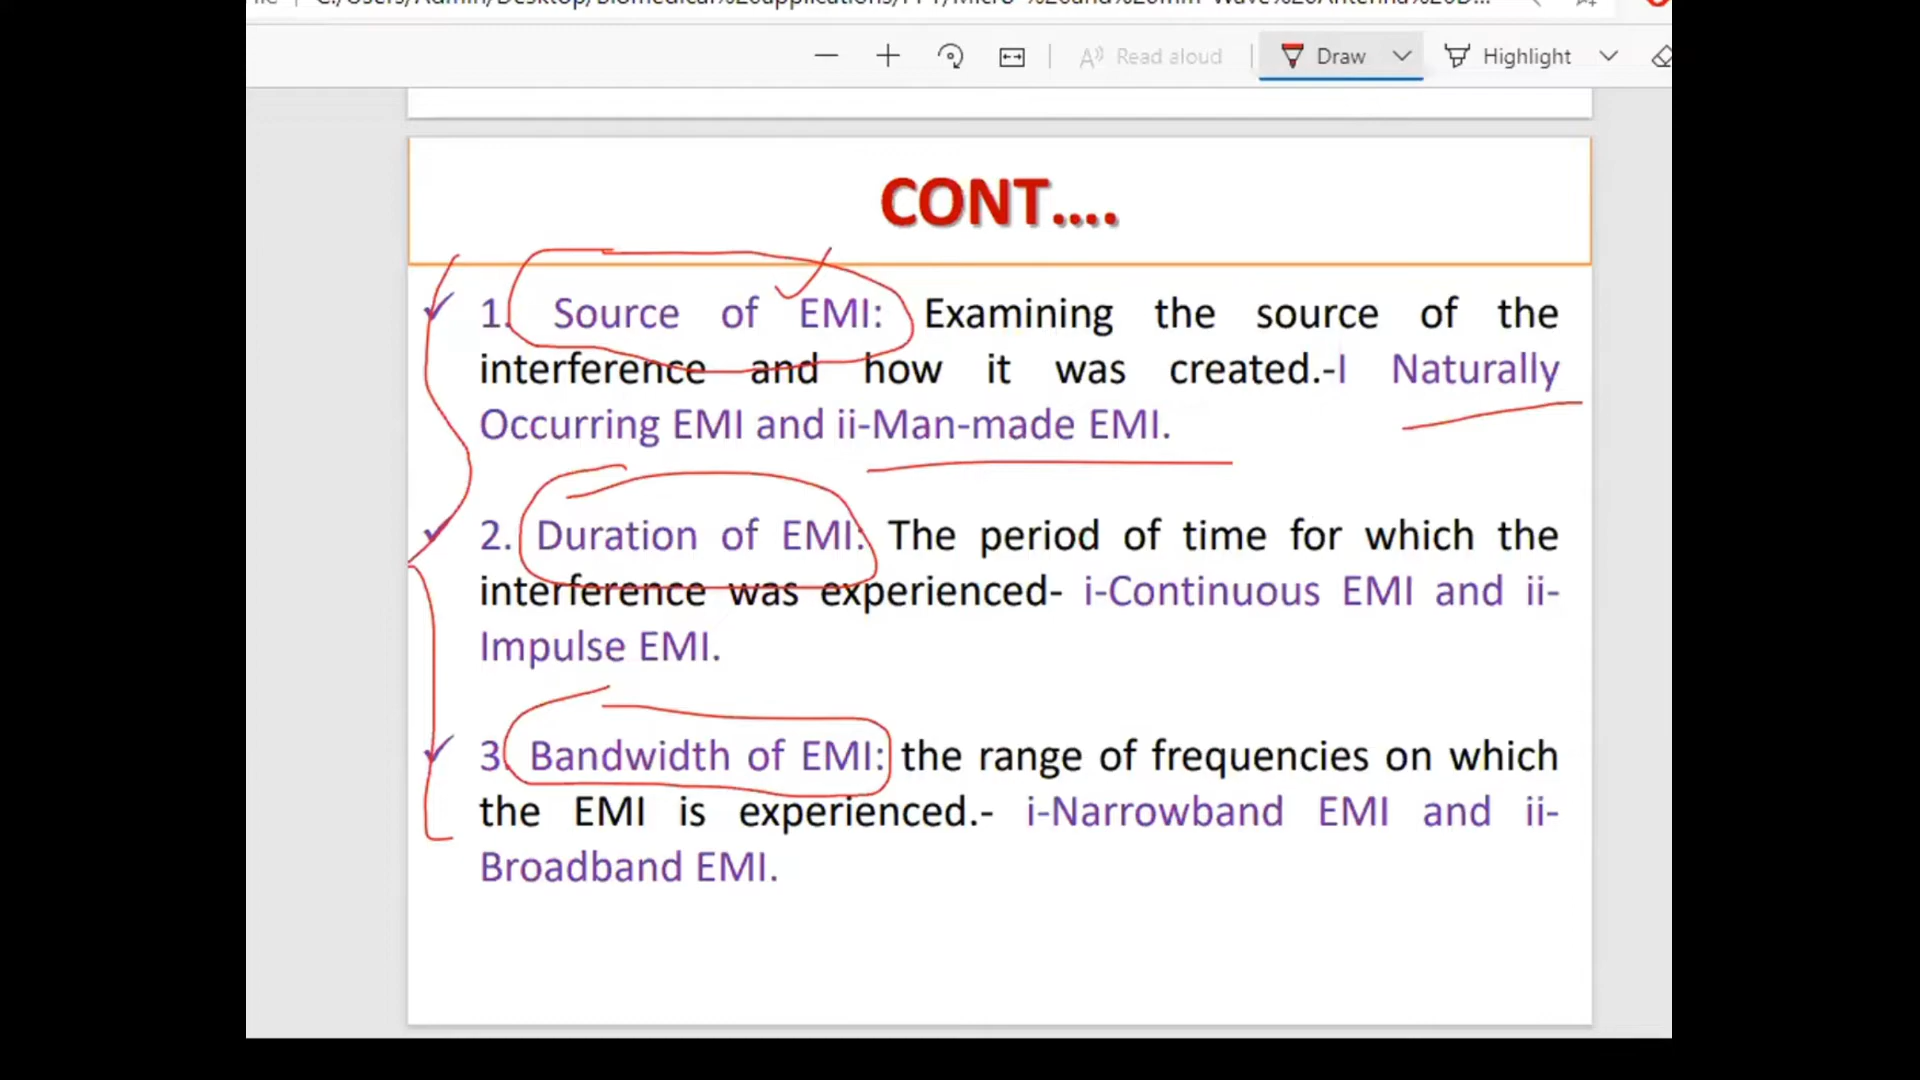 Read aloud
Draw
Highlight
CONT....
✓ 1. Source of EMI: Examining the source of the
interference and how it was created.-I Naturally
Occurring EMI and ii-Man-made EMI.
✓ 2. Duration of EMI: The period of time for which the
interference was experienced- i-Continuous EMI and ii-
Impulse EMI.
✓ 3. Bandwidth of EMI: the range of frequencies on which
the EMI is experienced.- i-Narrowband EMI and ii-
Broadband EMI.